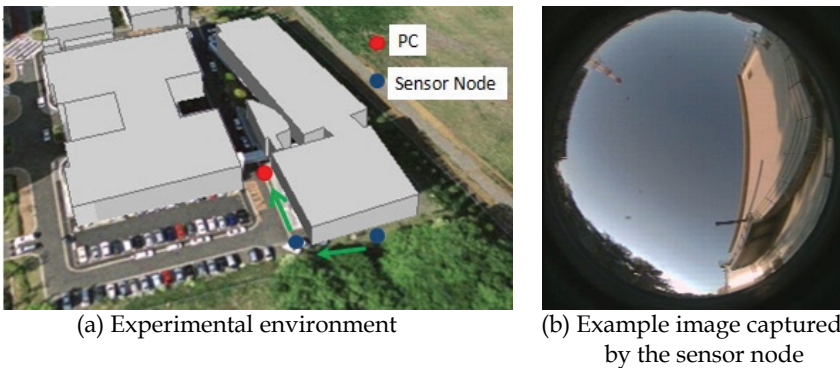 PC
Sensor Node
(a) Experimental environment
(b) Example image captured
by the sensor node